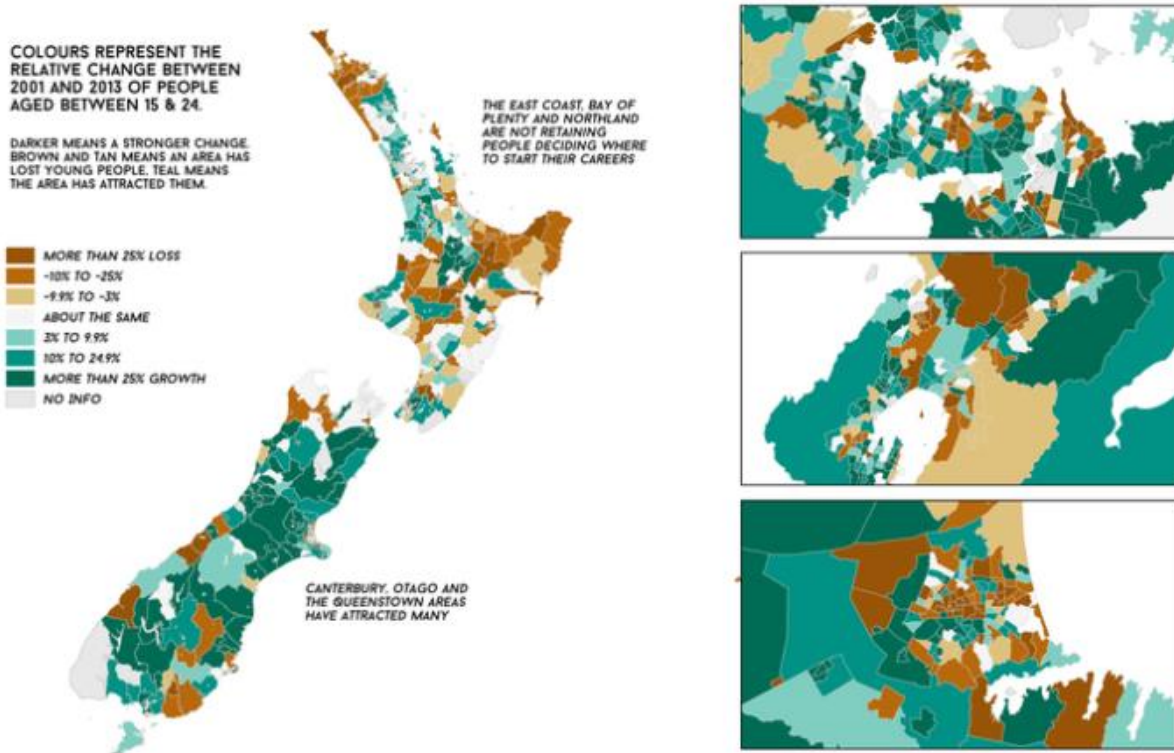 COLOURS REPRESENT THE
RELATIVE CHANGE BETWEEN
2001 AND 2013 OF PEOPLE
AGED BETWEEN 15 & 24.
DARKER MEANS A STRONGER CHANGE.
BROWN AND TAN MEANS AN AREA HAS
LOST YOUNG PEOPLE, TEAL MEANS
THE AREA HAS ATTRACTED THEM.
THE EAST COAST, BAY OF
PLENTY AND NORTHLAND
ARE NOT RETAINING
PEOPLE DECIDING WHERE
TO START THEIR CAREERS
MORE THAN 25% LOSS
-10% TO -25%
-9.9% TO -3%
ABOUT THE SAME
3% TO 9.9%
10% TO 24.9%
MORE THAN 25% GROWTH
NO INFO
CANTERBURY, OTAGO AND
THE QUEENSTOWN AREAS
HAVE ATTRACTED MANY